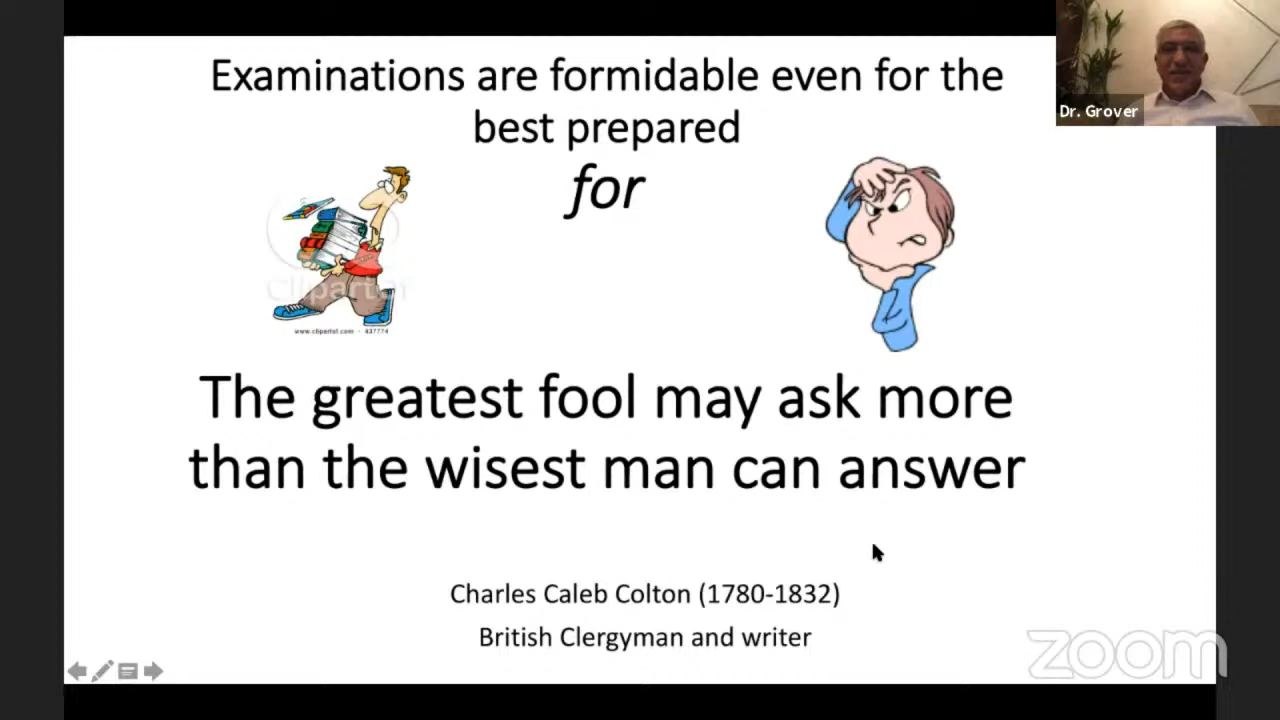 Examinations are formidable even for the
best prepared
for
Dr. Grover
Clipartof
www.clipartof.com · 437774
The greatest fool may ask more
than the wisest man can answer
Charles Caleb Colton (1780-1832)
British Clergyman and writer
zoom